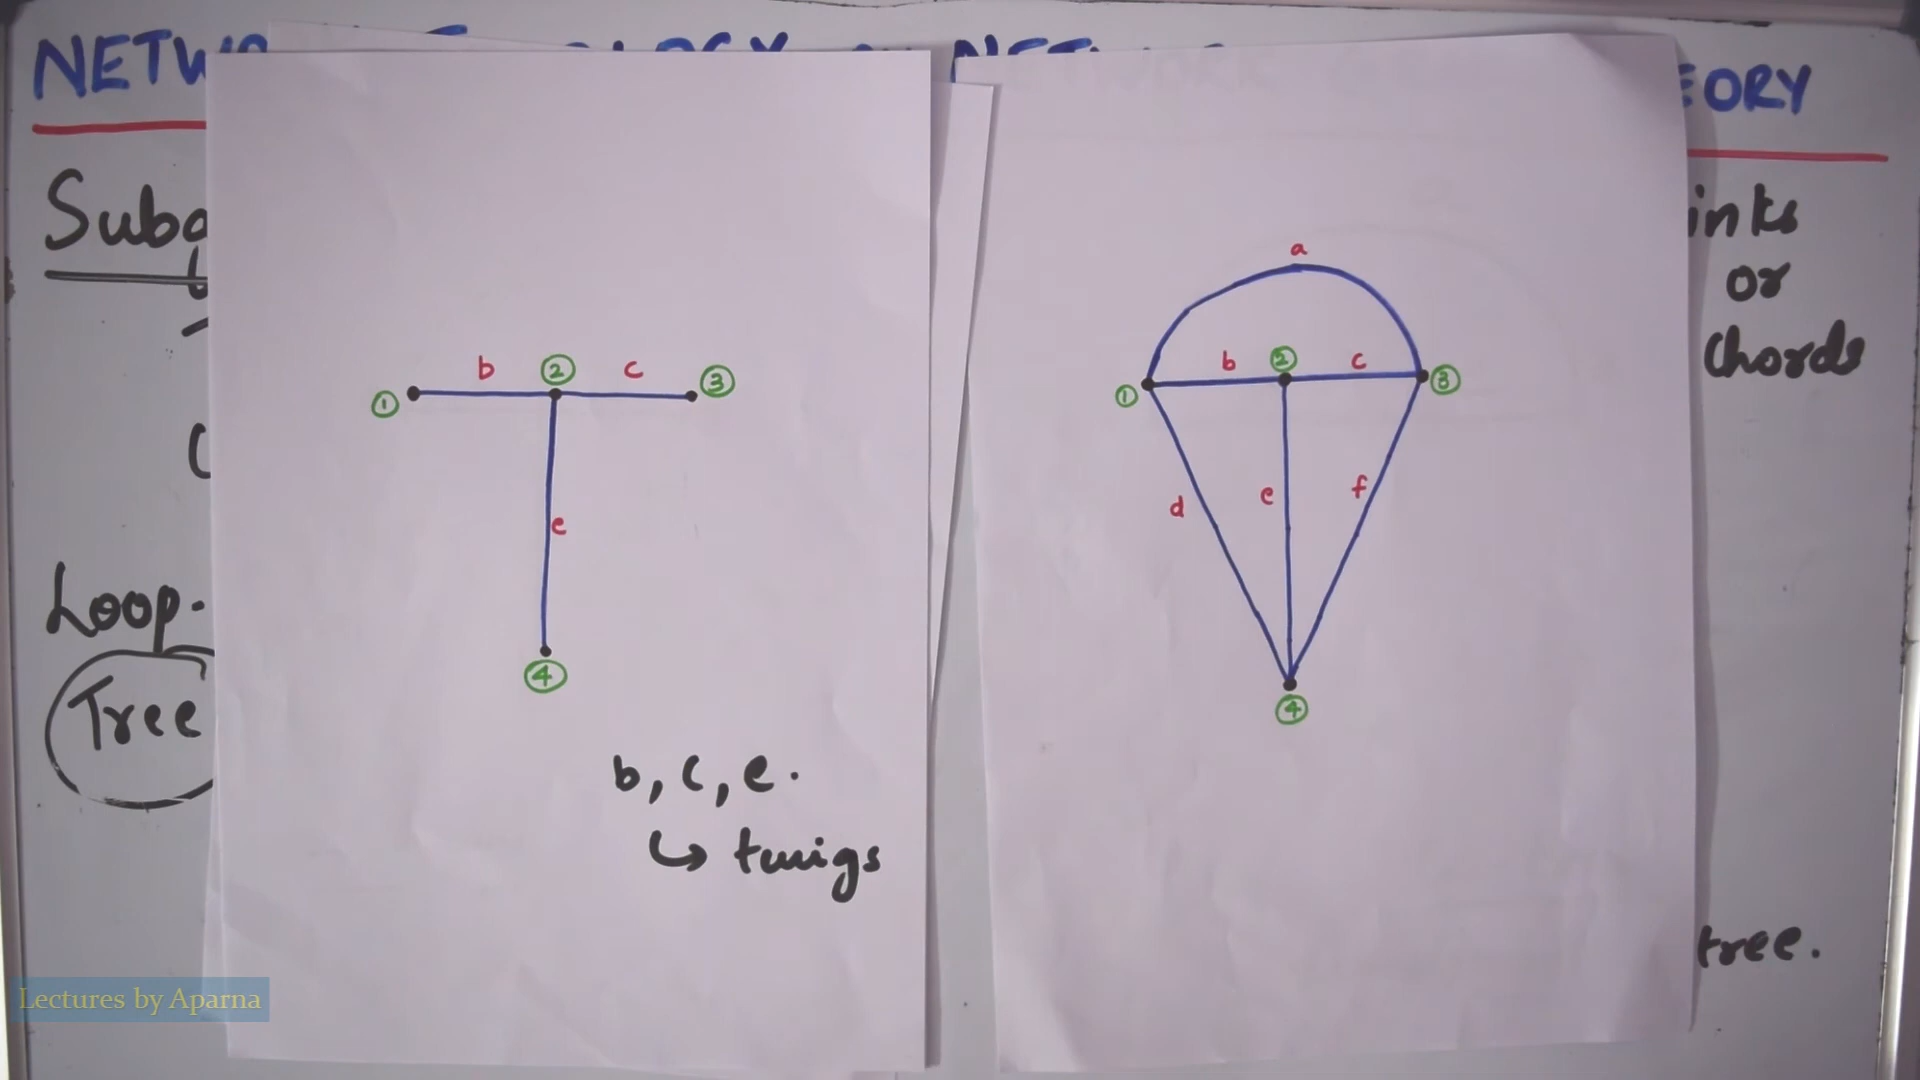 EORY
Subg
inks
or
Chords
Loop.
Tree
b
②
c
③
①
e
④
b, c, e.
↳ twigs
a
b
②
c
①
③
d
e
f
④
tree.
Lectures by Aparna